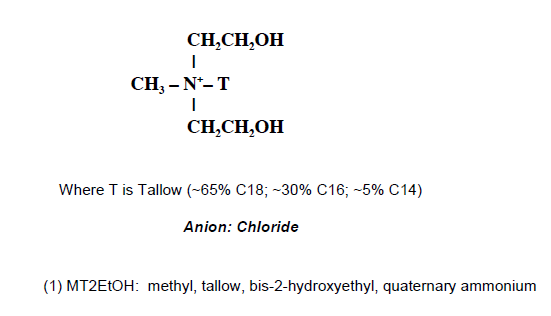 CH₂CH₂OH
|
CH₃ – N⁺– T
|
CH₂CH₂OH
Where T is Tallow (~65% C18; ~30% C16; ~5% C14)
Anion: Chloride
(1) MT2EtOH: methyl, tallow, bis-2-hydroxyethyl, quaternary ammonium